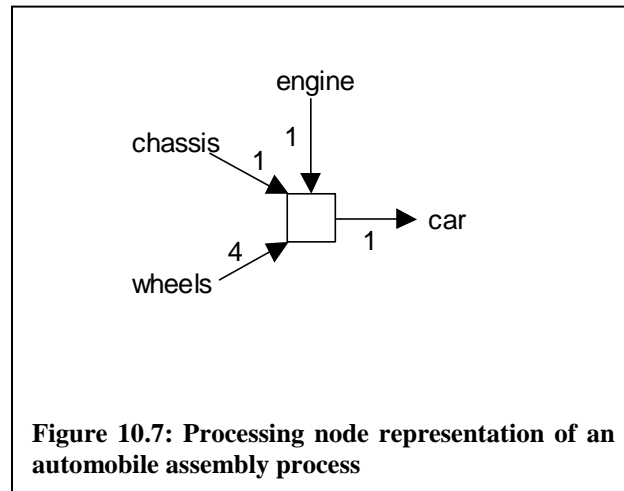 engine
chassis
1
1
car
1
4
wheels
Figure 10.7: Processing node representation of an
automobile assembly process